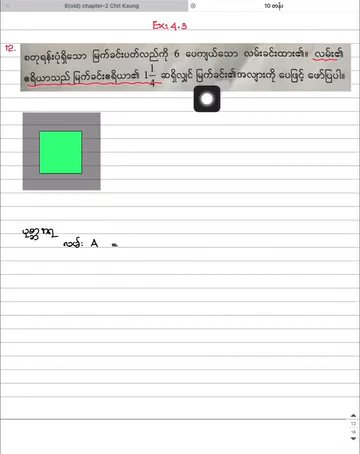 8(old) chapter-2 Chit Kaung
10 တန်း
Ex: 4.3
12.
စတုရန်းပုံရှိသော မြက်ခင်းပတ်လည်ကို 6 ပေကျယ်သော လမ်းခင်းထား၏။ လမ်း၏
ဧရိယာသည် မြက်ခင်းဧရိယာ၏ 1 1/4 ဆရှိလျှင် မြက်ခင်း၏အလျားကို ပေဖြင့် ဖော်ပြပါ။
ပုစ္ဆာအရ
လမ်း A =
13
16